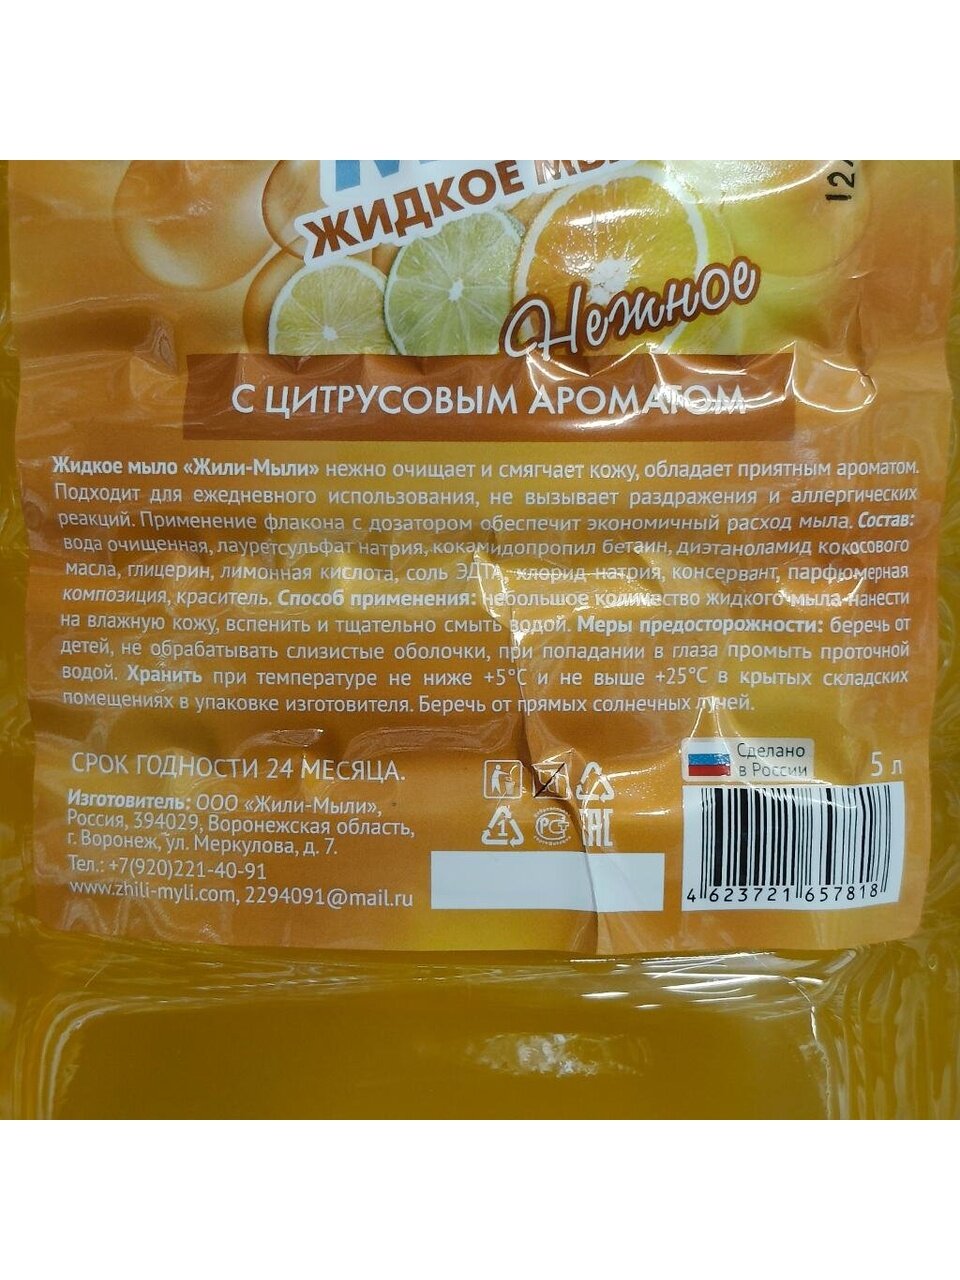 ЖИДКОЕ
12
Нежное
С ЦИТРУСОВЫМ АРОМАТОМ
Жидкое мыло «Жили-Мыли» нежно очищает и смягчает кожу, обладает приятным ароматом.
Подходит для ежедневного использования, не вызывает раздражения и аллергических
реакций. Применение флакона с дозатором обеспечит экономичный расход мыла. Состав:
вода очищенная, лауретсульфат натрия, кокамидопропил бетаин, диэтаноламид кокосового
масла, глицерин, лимонная кислота, соль ЭДТА, хлорид натрия, консервант, парфюмерная
композиция, краситель. Способ применения: небольшое количество жидкого мыла нанести
на влажную кожу, вспенить и тщательно смыть водой. Меры предосторожности: беречь от
детей, не обрабатывать слизистые оболочки, при попадании в глаза промыть проточной
водой. Хранить при температуре не ниже +5°С и не выше +25°С в крытых складских
помещениях в упаковке изготовителя. Беречь от прямых солнечных лучей.
СРОК ГОДНОСТИ 24 МЕСЯЦА.
Изготовитель: ООО «Жили-Мыли»,
Россия, 394029, Воронежская область,
г. Воронеж, ул. Меркулова, д. 7.
Тел.: +7(920)221-40-91
www.zhili-myli.com, 2294091@mail.ru
1
РСТ
EAC
Сделано
в России
5 л
4 623721 657818